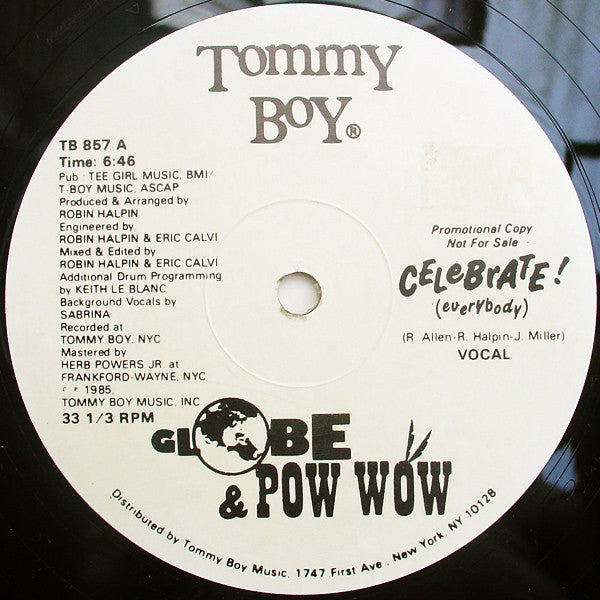 Tommy
Boy®
TB 857 A
Time: 6:46
Pub : TEE GIRL MUSIC, BMI/
T-BOY MUSIC, ASCAP
Produced & Arranged by
ROBIN HALPIN
Engineered by
ROBIN HALPIN & ERIC CALVI
Mixed & Edited by
ROBIN HALPIN & ERIC CALVI
Additional Drum Programming
by KEITH LE BLANC
Background Vocals by
SABRINA
Recorded at
TOMMY BOY, NYC
Mastered by
HERB POWERS JR. at
FRANKFORD-WAYNE, NYC
© ℗ 1985,
TOMMY BOY MUSIC, INC
33 1/3 RPM
Promotional Copy
Not For Sale
CELeBrATE!
(everybody)
(R. Allen-R. Halpin-J. Miller)
VOCAL
GLOBE
& POW WOW
Distributed by Tommy Boy Music, 1747 First Ave., New York, NY 10128